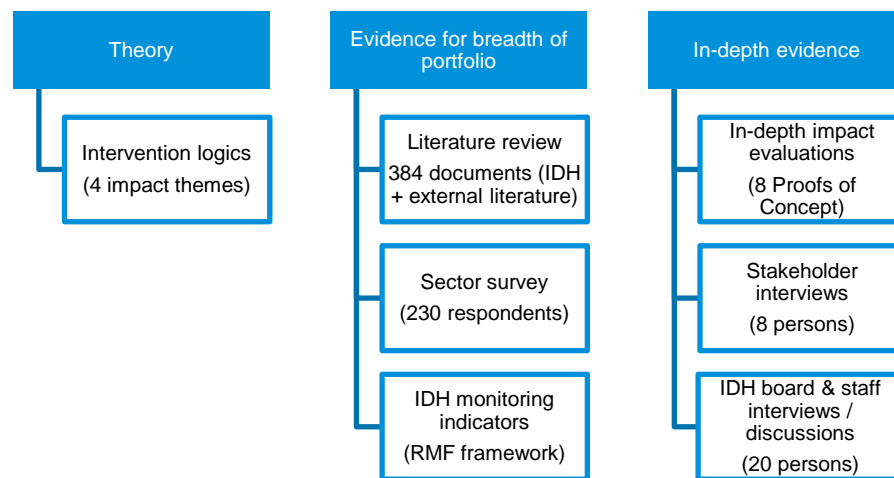 Theory
Intervention logics
(4 impact themes)
Evidence for breadth of
portfolio
Literature review
384 documents (IDH
+ external literature)
Sector survey
(230 respondents)
IDH monitoring
indicators
(RMF framework)
In-depth evidence
In-depth impact
evaluations
(8 Proofs of
Concept)
Stakeholder
interviews
(8 persons)
IDH board & staff
interviews /
discussions
(20 persons)